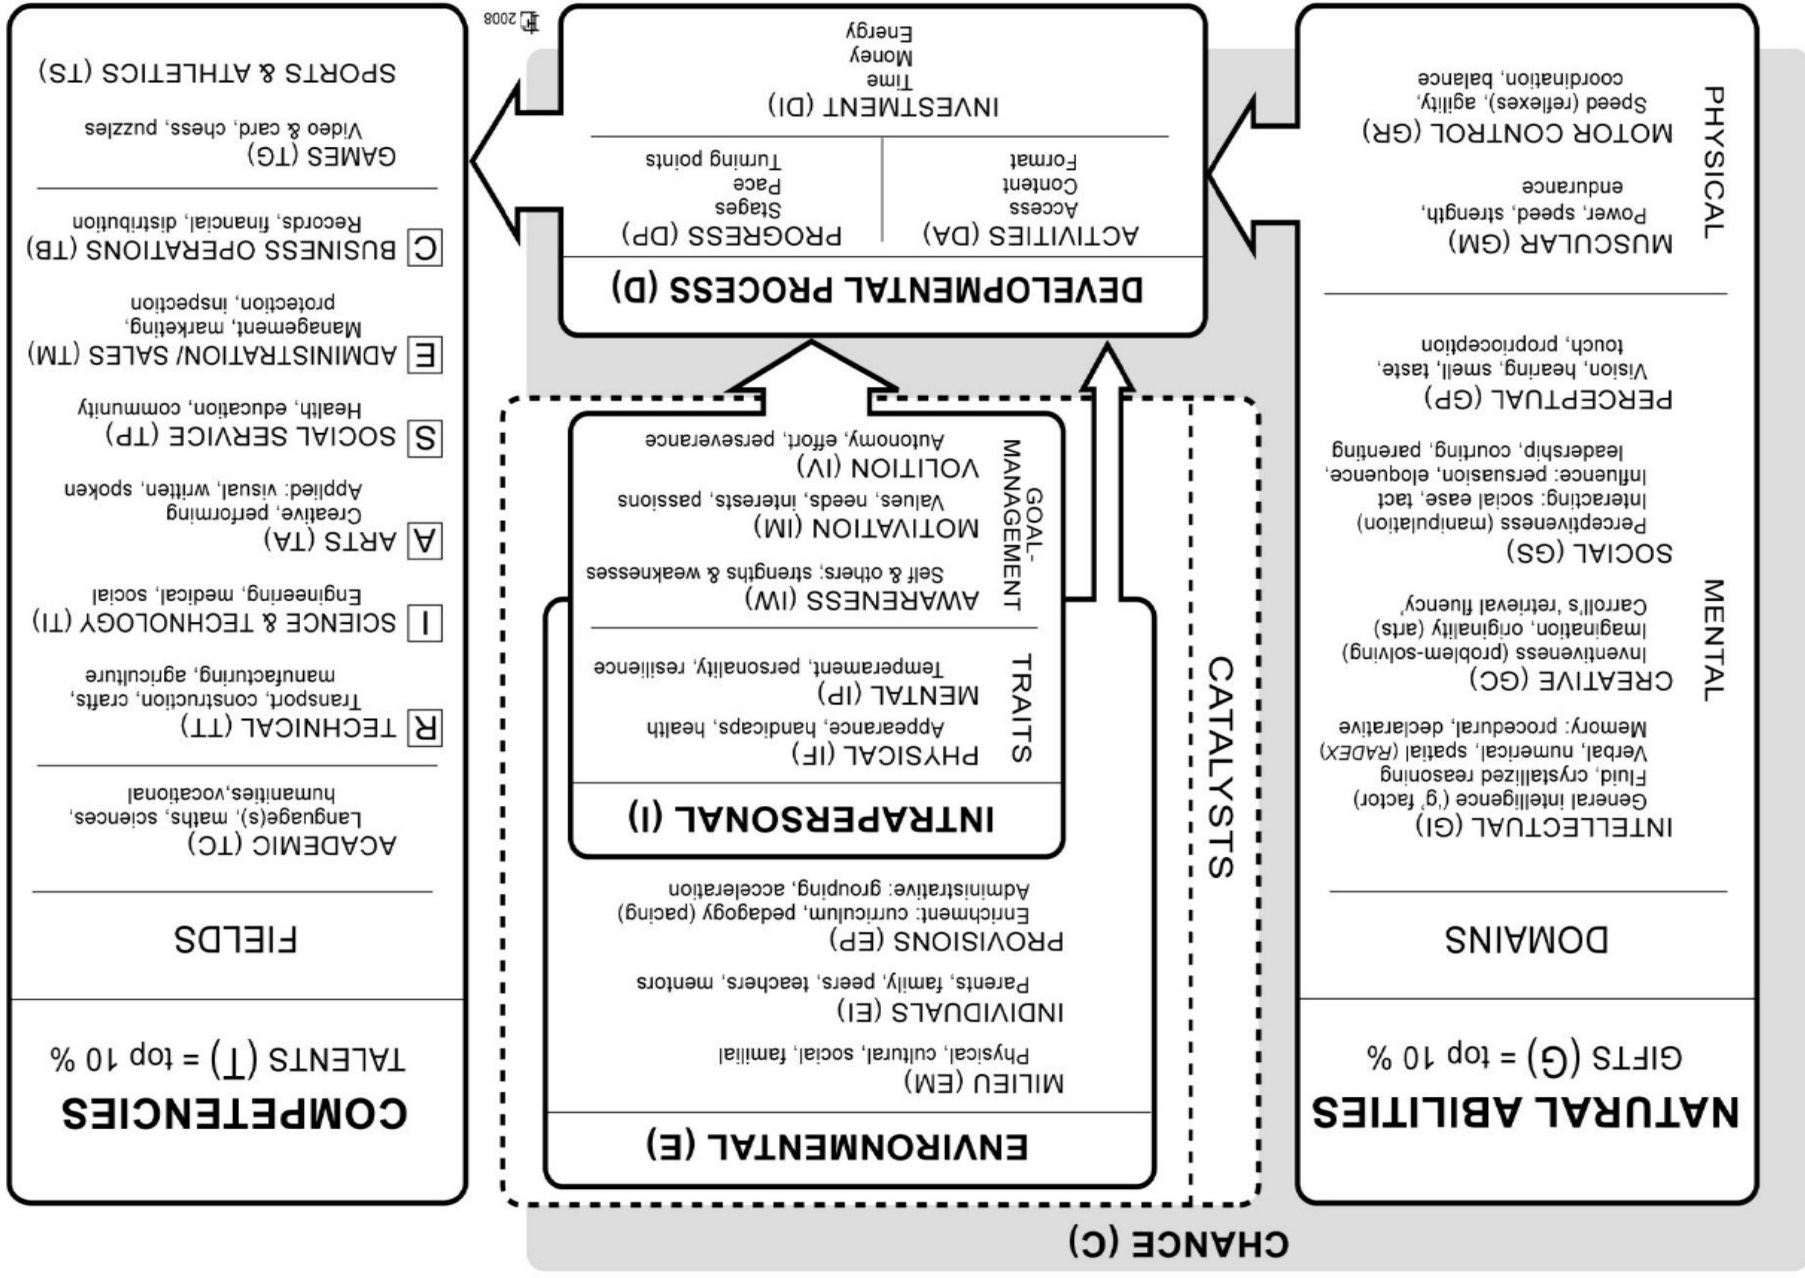 CHANCE (C)
NATURAL ABILITIES
GIFTS (G) = top 10 %
DOMAINS
MENTAL
INTELLECTUAL (GI)
General intelligence ('g' factor)
Fluid, crystallized reasoning
Verbal, numerical, spatial (RADEX)
Memory: procedural, declarative
CREATIVE (GC)
Inventiveness (problem-solving)
Imagination, originality (arts)
Carroll's 'retrieval fluency'
SOCIAL (GS)
Perceptiveness (manipulation)
Interacting: social ease, tact
Influence: persuasion, eloquence,
leadership, courting, parenting
PERCEPTUAL (GP)
Vision, hearing, smell, taste,
touch, proprioception
PHYSICAL
MUSCULAR (GM)
Power, speed, strength,
endurance
MOTOR CONTROL (GR)
Speed (reflexes), agility,
coordination, balance
CATALYSTS
ENVIRONMENTAL (E)
MILIEU (EM)
Physical, cultural, social, familial
INDIVIDUALS (EI)
Parents, family, peers, teachers, mentors
PROVISIONS (EP)
Enrichment: curriculum, pedagogy (pacing)
Administrative: grouping, acceleration
INTRAPERSONAL (I)
TRAITS
PHYSICAL (IF)
Appearance, handicaps, health
MENTAL (IP)
Temperament, personality, resilience
GOAL-
MANAGEMENT
AWARENESS (IW)
Self & others; strengths & weaknesses
MOTIVATION (IM)
Values, needs, interests, passions
VOLITION (IV)
Autonomy, effort, perseverance
DEVELOPMENTAL PROCESS (D)
ACTIVITIES (DA)
Access
Content
Format
PROGRESS (DP)
Stages
Pace
Turning points
INVESTMENT (DI)
Time
Money
Energy
COMPETENCIES
TALENTS (T) = top 10 %
FIELDS
ACADEMIC (TC)
Language(s), maths, sciences,
humanities,vocational
R TECHNICAL (TT)
Transport, construction, crafts,
manufacturing, agriculture
I SCIENCE & TECHNOLOGY (TI)
Engineering, medical, social
A ARTS (TA)
Creative, performing
Applied: visual, written, spoken
S SOCIAL SERVICE (TP)
Health, education, community
E ADMINISTRATION/ SALES (TM)
Management, marketing,
protection, inspection
C BUSINESS OPERATIONS (TB)
Records, financial, distribution
GAMES (TG)
Video & card, chess, puzzles
SPORTS & ATHLETICS (TS)
2008